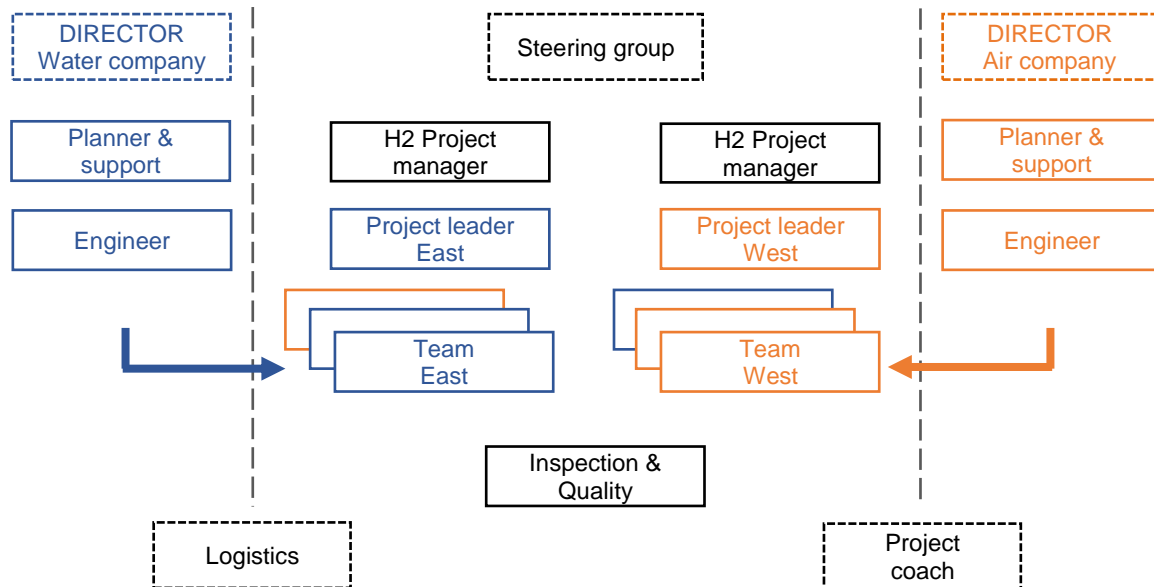 DIRECTOR
Water company
Steering group
DIRECTOR
Air company
Planner &
support
H2 Project
manager
H2 Project
manager
Planner &
support
Engineer
Project leader
East
Project leader
West
Engineer
Team
East
Team
West
Inspection &
Quality
Logistics
Project
coach